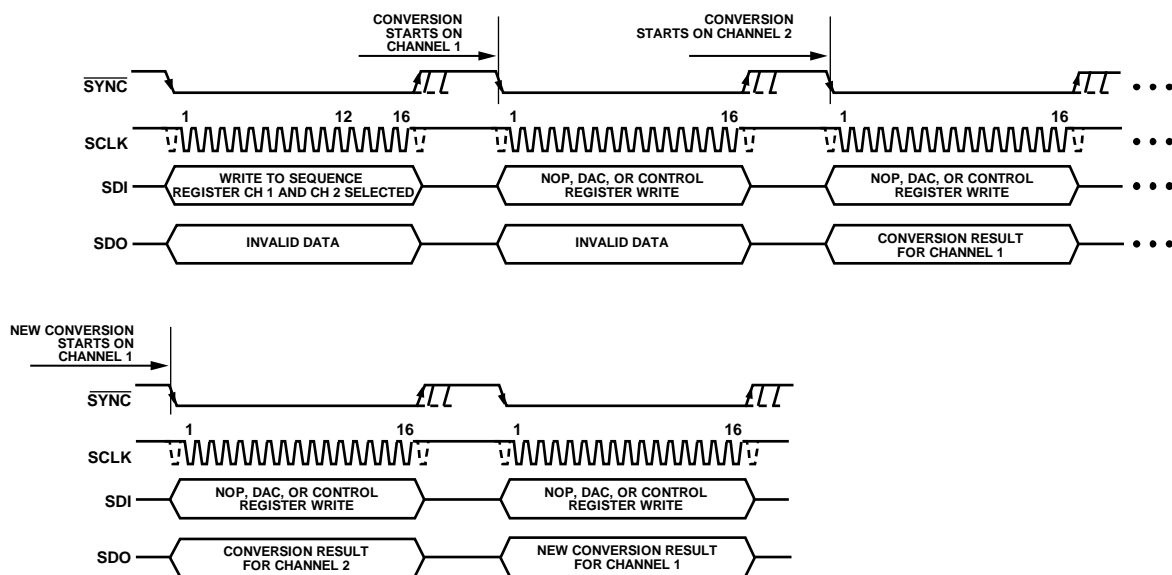 CONVERSION
STARTS ON
CHANNEL 1
CONVERSION
STARTS ON CHANNEL 2
SYNC
1
12
16
1
16
1
16
SCLK
SDI
WRITE TO SEQUENCE
REGISTER CH 1 AND CH 2 SELECTED
NOP, DAC, OR CONTROL
REGISTER WRITE
NOP, DAC, OR CONTROL
REGISTER WRITE
SDO
INVALID DATA
INVALID DATA
CONVERSION RESULT
FOR CHANNEL 1
NEW CONVERSION
STARTS ON
CHANNEL 1
SYNC
1
16
1
16
SCLK
SDI
NOP, DAC, OR CONTROL
REGISTER WRITE
NOP, DAC, OR CONTROL
REGISTER WRITE
SDO
CONVERSION RESULT
FOR CHANNEL 2
NEW CONVERSION RESULT
FOR CHANNEL 1